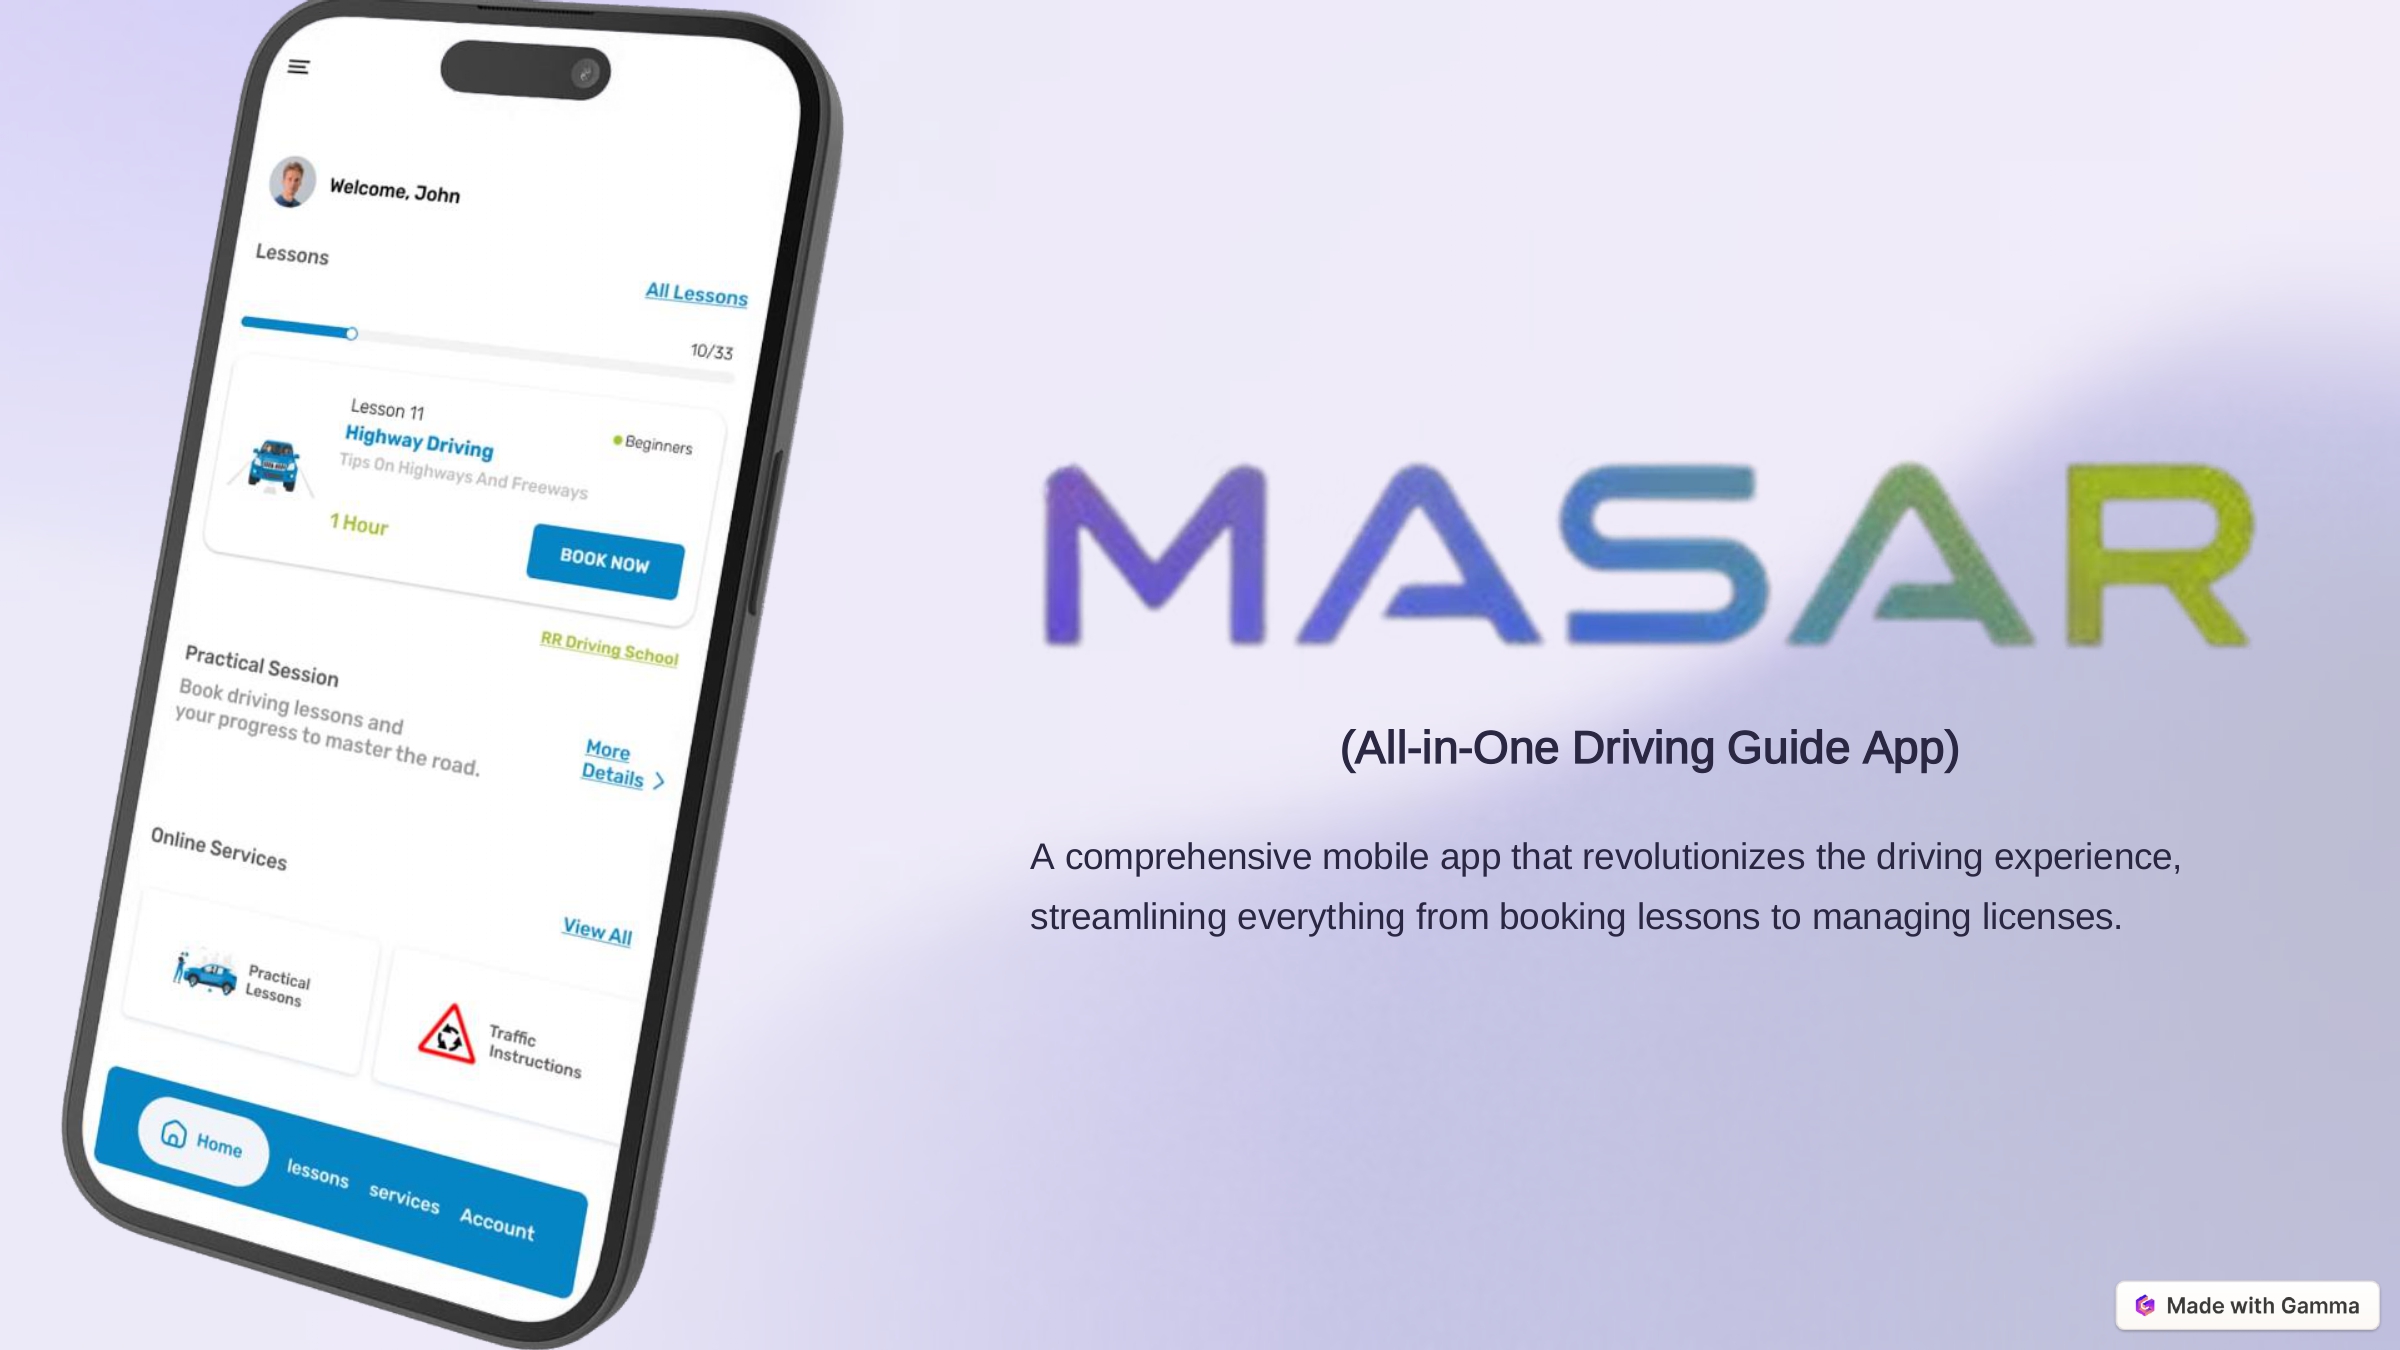 Welcome, John
Lessons
All Lessons
10/33
Lesson 11
Highway Driving
Beginners
Tips On Highways And Freeways
1 Hour
BOOK NOW
RR Driving School
Practical Session
Book driving lessons and
your progress to master the road.
More
Details
Online Services
View All
Practical
Lessons
Traffic
Instructions
Home
lessons
services
Account
MASAR
(All-in-One Driving Guide App)
A comprehensive mobile app that revolutionizes the driving experience,
streamlining everything from booking lessons to managing licenses.
Made with Gamma